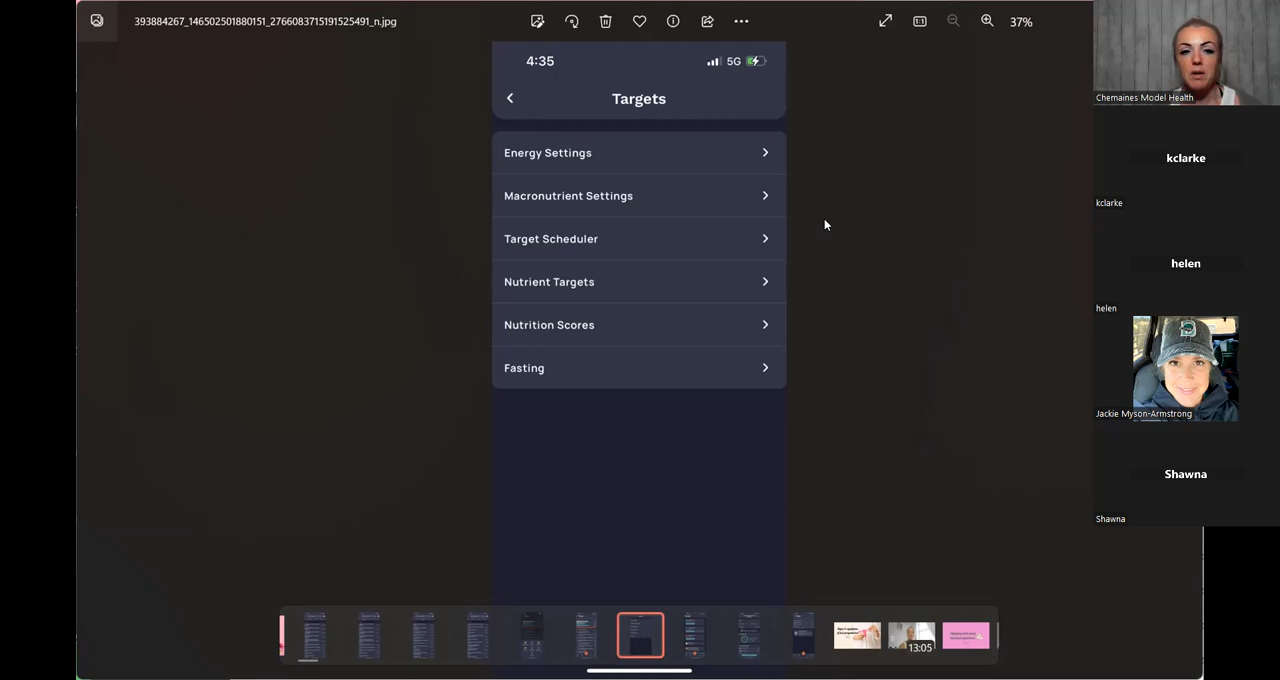 393884267_146502501880151_2766083715191525491_n.jpg
37%
4:35
5G
Targets
Energy Settings
Macronutrient Settings
Target Scheduler
Nutrient Targets
Nutrition Scores
Fasting
13:05
Chemaines Model Health
kclarke
kclarke
helen
helen
Jackie Myson-Armstrong
Shawna
Shawna